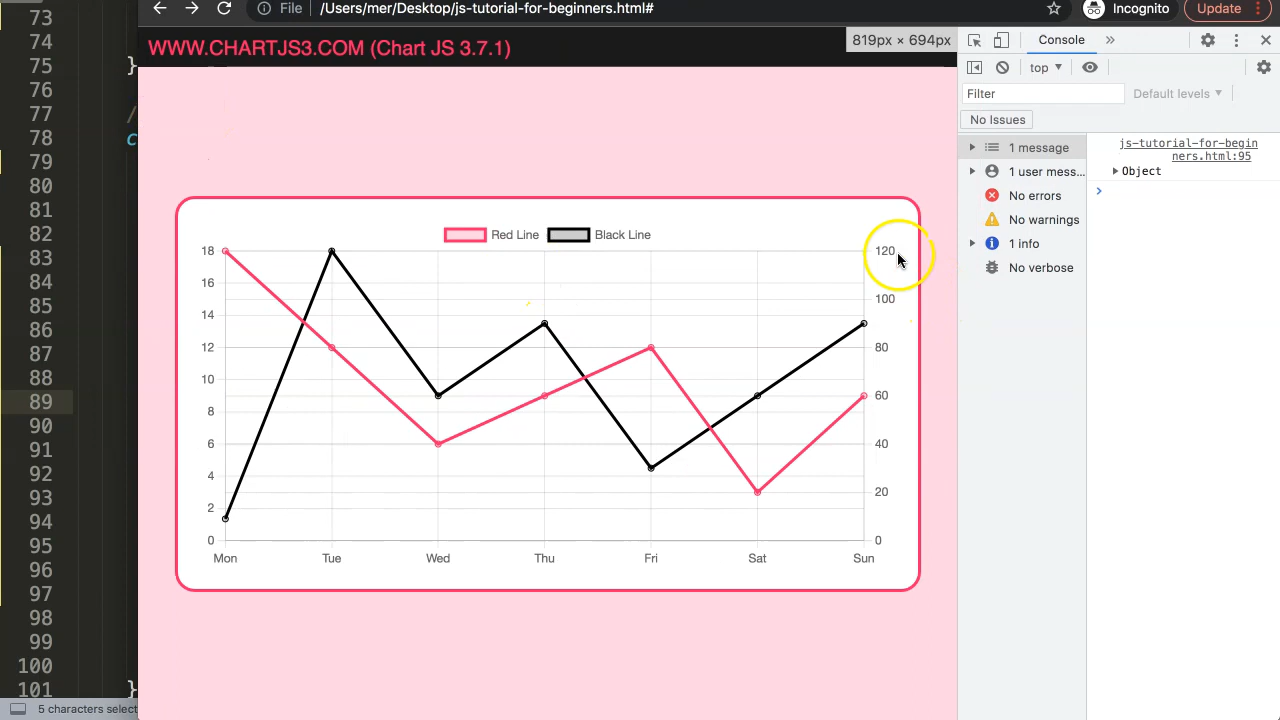 73
74
75 }
76
77 /
78 c
79
80
81
82
83
84
85
86
87
88
89
90
91
92
93
94
95
96
97
98
99
100
101 }
5 characters select
File /Users/mer/Desktop/js-tutorial-for-beginners.html# Incognito Update
WWW.CHARTJS3.COM (Chart JS 3.7.1)
819px × 694px
Red Line Black Line
18
16
14
12
10
8
6
4
2
0
120
100
80
60
40
20
0
Mon Tue Wed Thu Fri Sat Sun
Console »
top
Filter Default levels
No Issues
1 message
1 user mess...
No errors
No warnings
1 info
No verbose
js-tutorial-for-begin
ners.html:95
Object